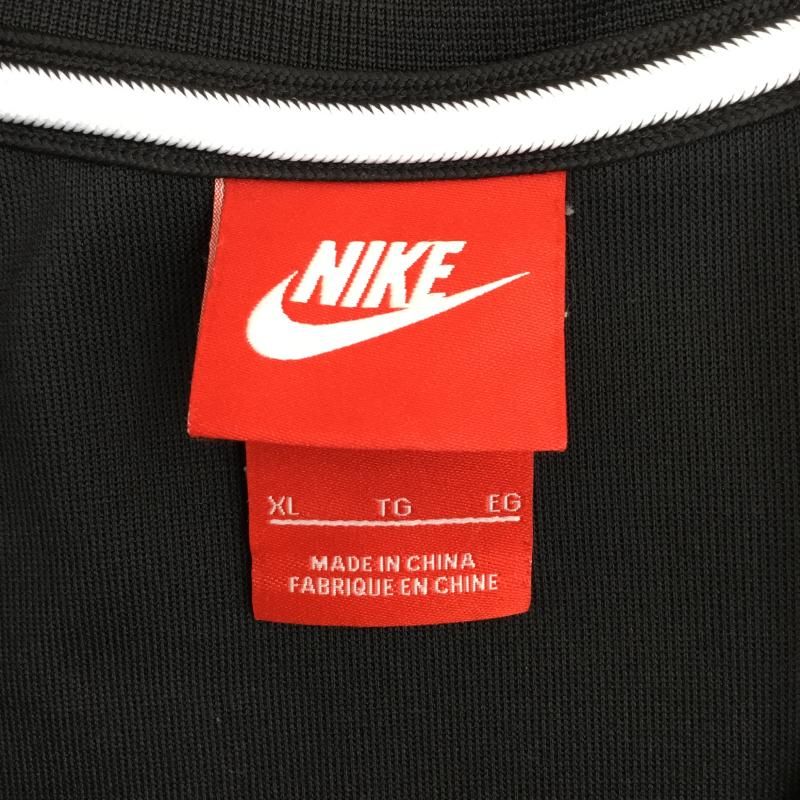 NIKE
XL TG EG
MADE IN CHINA
FABRIQUE EN CHINE